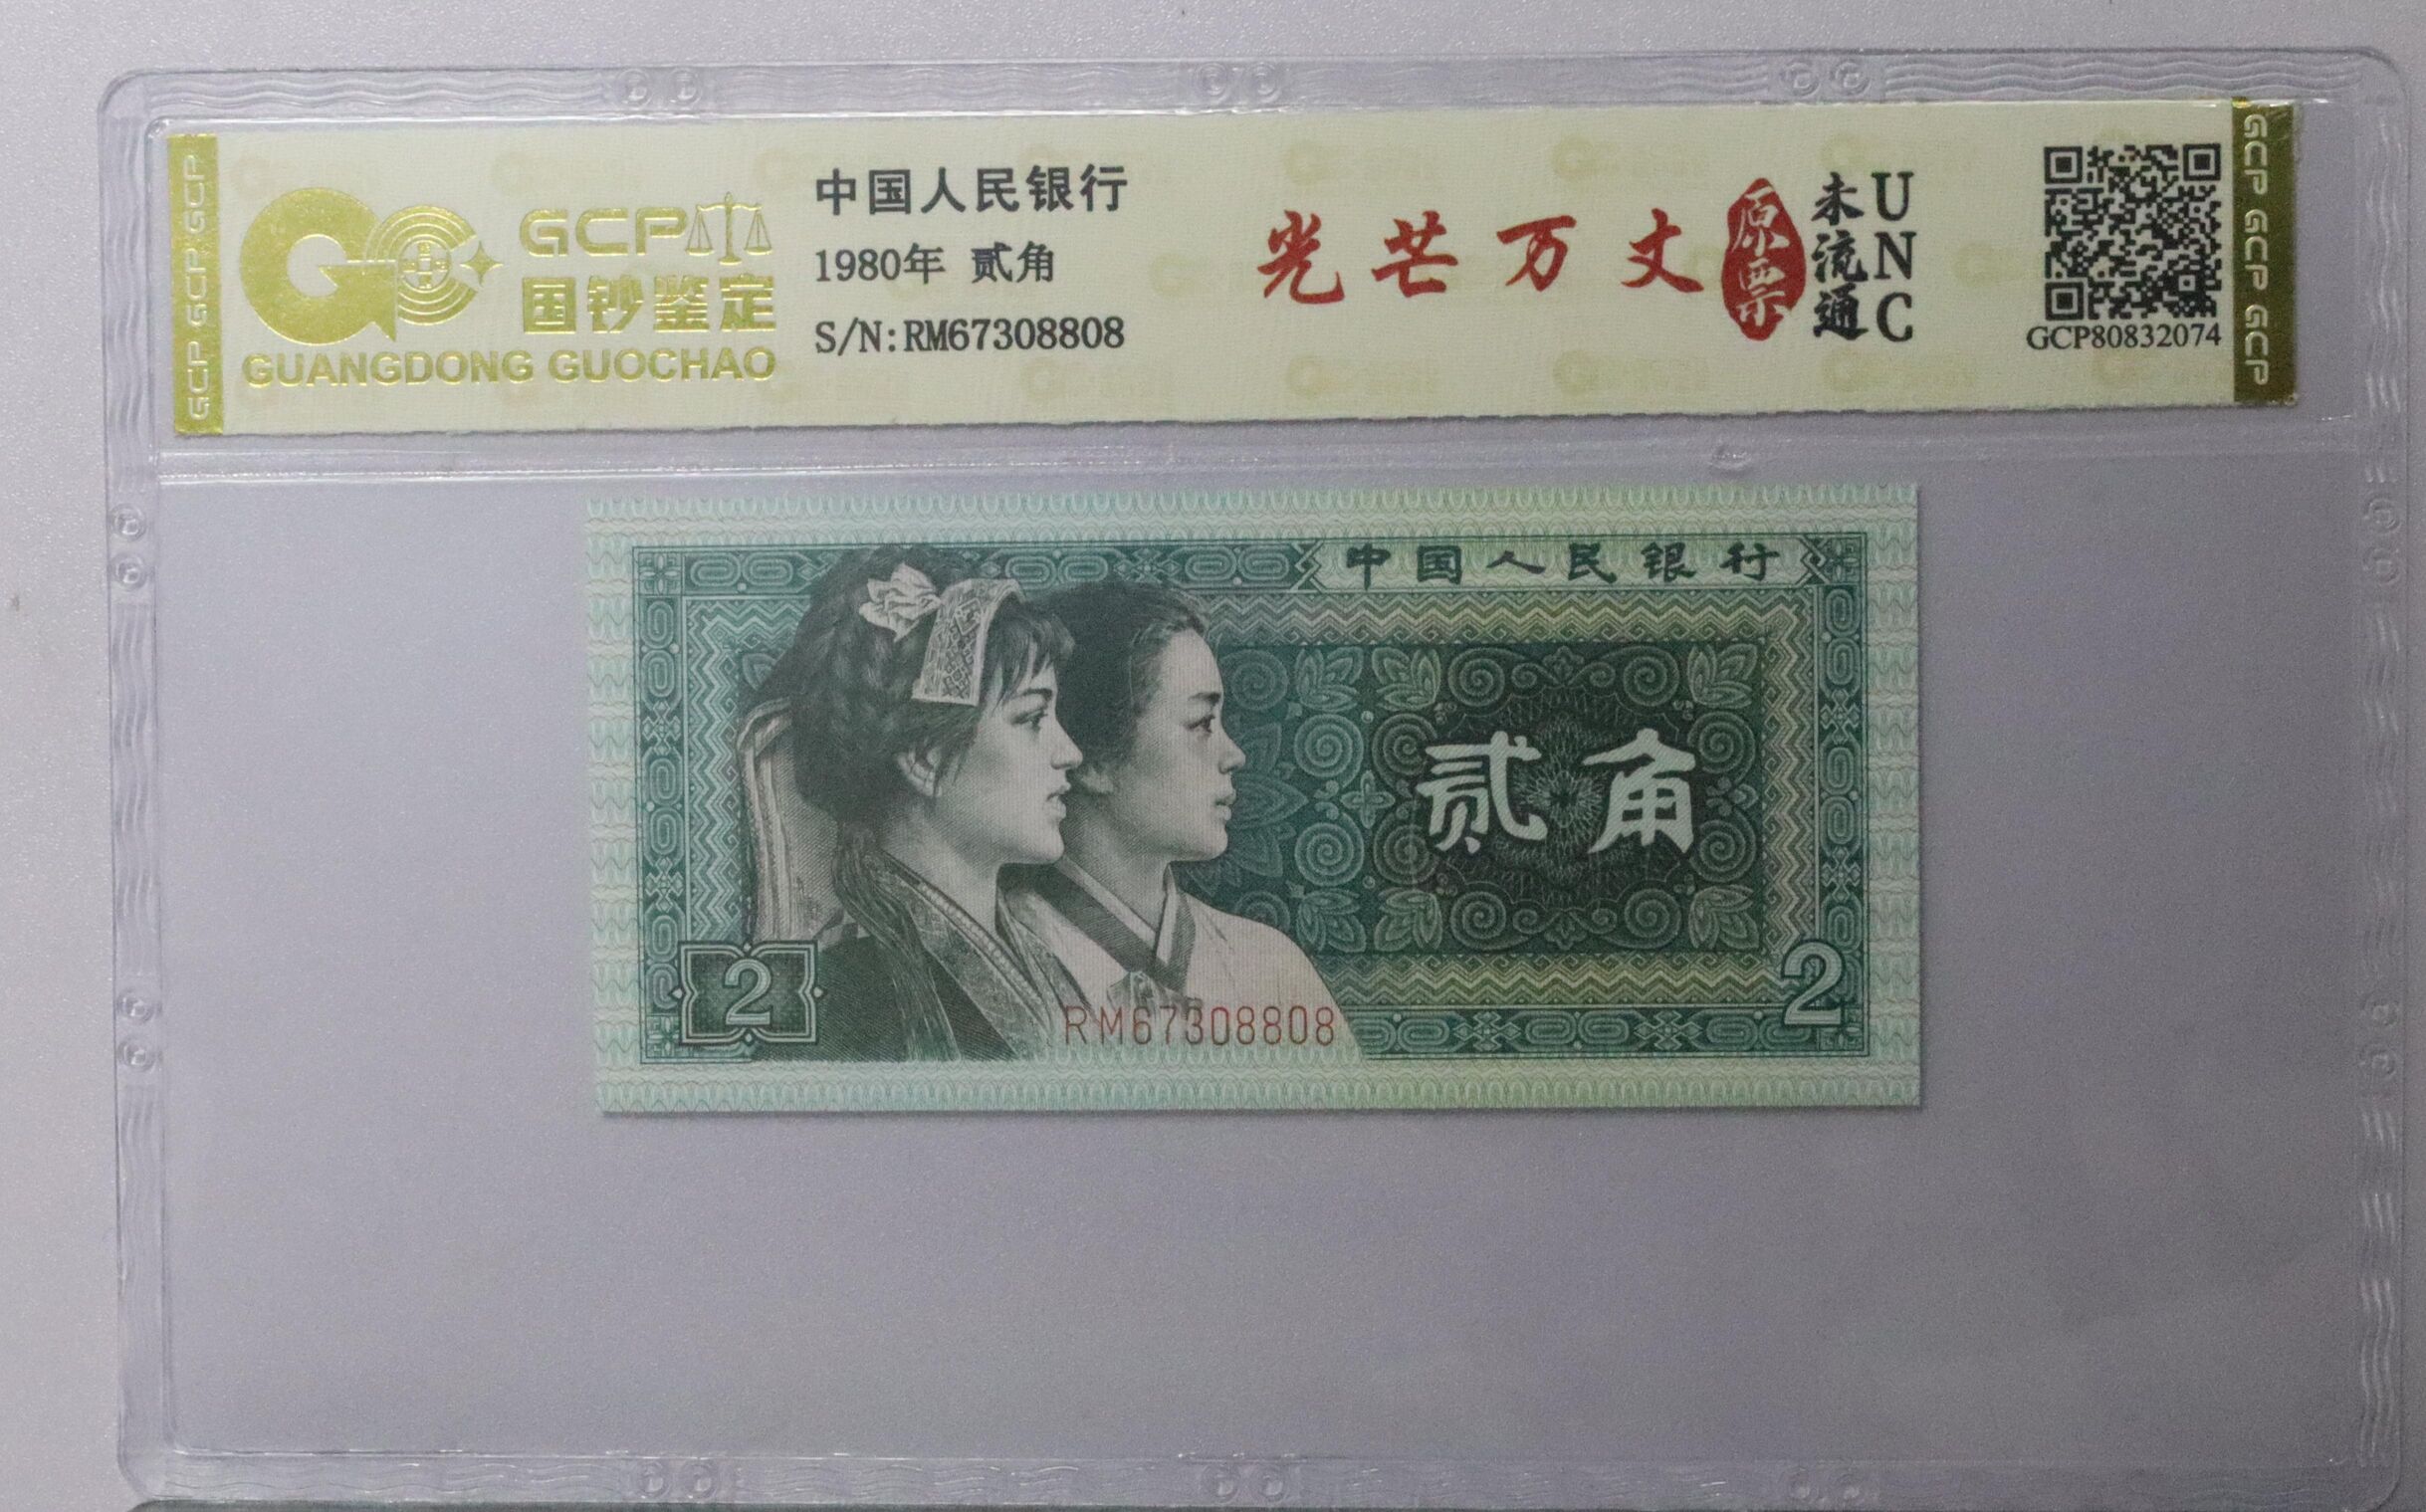 GCP GCP GCP
GCP
国钞鉴定
GUANGDONG GUOCHAO
中国人民银行
1980年 贰角
S/N:RM67308808
光芒万丈
原票
未流通
UNC
GCP80832074
GCP GCP GCP
中国人民银行
贰角
2
RM67308808
2